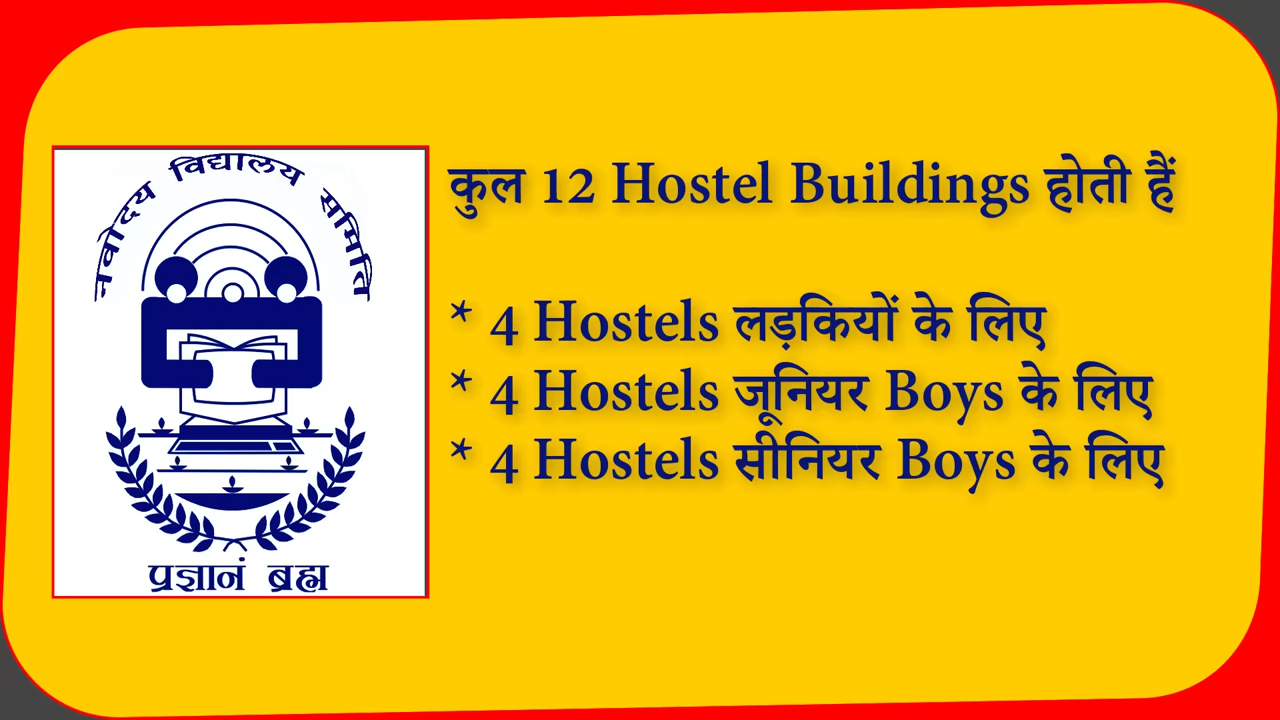 नवोदय विद्यालय समिति
प्रज्ञानं ब्रह्म
कुल 12 Hostel Buildings होती हैं
* 4 Hostels लड़कियों के लिए
* 4 Hostels जूनियर Boys के लिए
* 4 Hostels सीनियर Boys के लिए